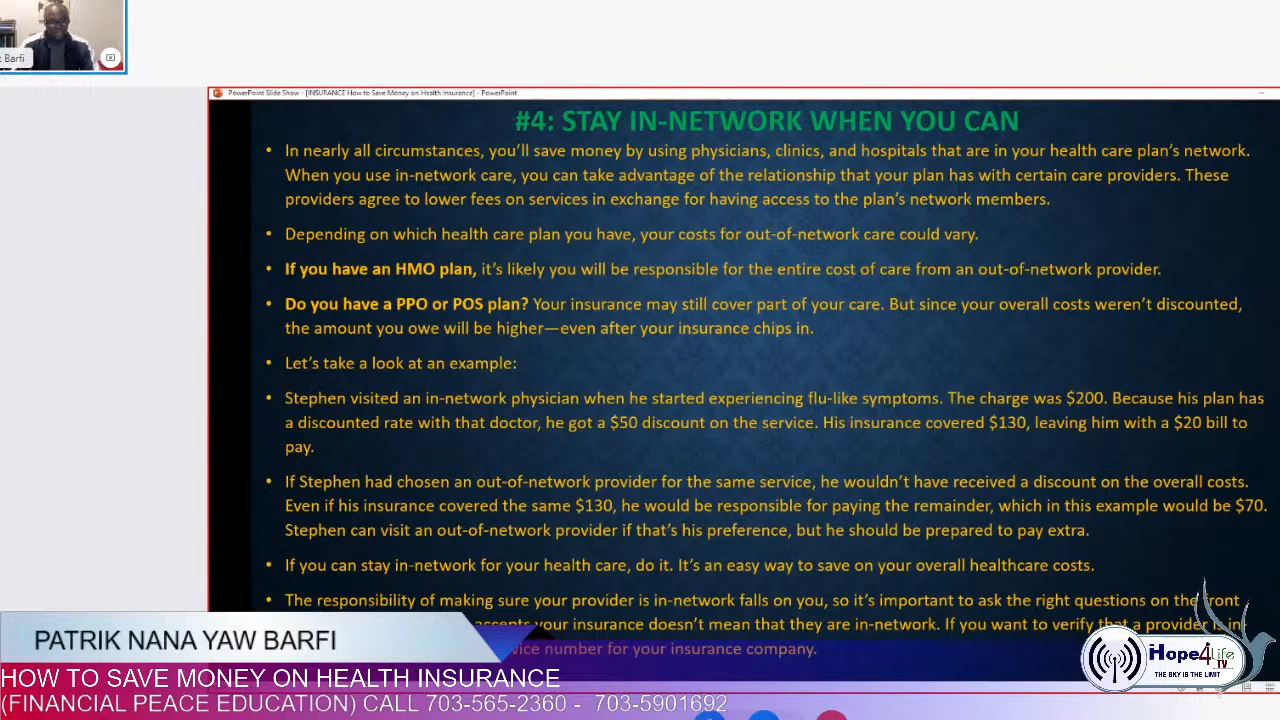 Barfi
PowerPoint Slide Show - [INSURANCE How to Save Money on Health Insurance] - PowerPoint
#4: STAY IN-NETWORK WHEN YOU CAN
• In nearly all circumstances, you’ll save money by using physicians, clinics, and hospitals that are in your health care plan’s network.
When you use in-network care, you can take advantage of the relationship that your plan has with certain care providers. These
providers agree to lower fees on services in exchange for having access to the plan’s network members.
• Depending on which health care plan you have, your costs for out-of-network care could vary.
• If you have an HMO plan, it’s likely you will be responsible for the entire cost of care from an out-of-network provider.
• Do you have a PPO or POS plan? Your insurance may still cover part of your care. But since your overall costs weren’t discounted,
the amount you owe will be higher—even after your insurance chips in.
• Let’s take a look at an example:
• Stephen visited an in-network physician when he started experiencing flu-like symptoms. The charge was $200. Because his plan has
a discounted rate with that doctor, he got a $50 discount on the service. His insurance covered $130, leaving him with a $20 bill to
pay.
• If Stephen had chosen an out-of-network provider for the same service, he wouldn’t have received a discount on the overall costs.
Even if his insurance covered the same $130, he would be responsible for paying the remainder, which in this example would be $70.
Stephen can visit an out-of-network provider if that’s his preference, but he should be prepared to pay extra.
• If you can stay in-network for your health care, do it. It’s an easy way to save on your overall healthcare costs.
• The responsibility of making sure your provider is in-network falls on you, so it’s important to ask the right questions on the front
accepts your insurance doesn’t mean that they are in-network. If you want to verify that a provider is in
number for your insurance company.
PATRIK NANA YAW BARFI
Hope4Life
TV
THE SKY IS THE LIMIT
HOW TO SAVE MONEY ON HEALTH INSURANCE
(FINANCIAL PEACE EDUCATION) CALL 703-565-2360 - 703-5901692